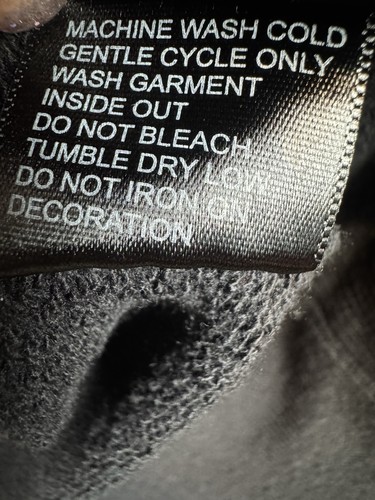 MACHINE WASH COLD
GENTLE CYCLE ONLY
WASH GARMENT
INSIDE OUT
DO NOT BLEACH
TUMBLE DRY LOW
DO NOT IRON ON
DECORATION